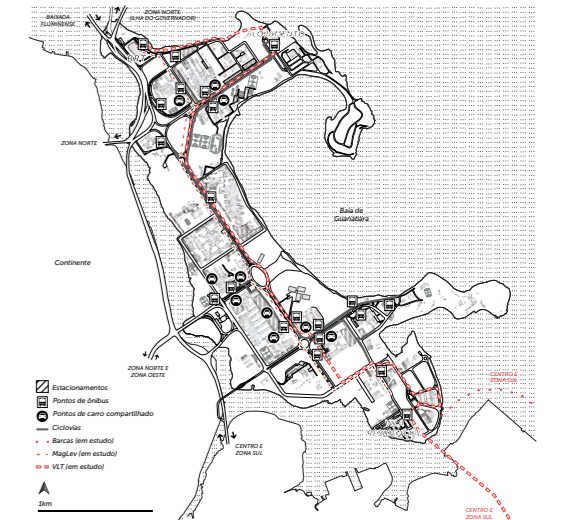 ZONA NORTE
(ILHA DO GOVERNADOR)
BAIXADA
FLUMINENSE
BRT
ZONA NORTE
Baía de
Guanabara
Continente
ZONA NORTE E
ZONA OESTE
CENTRO E
ZONA SUL
CENTRO E
ZONA SUL
Estacionamentos
Pontos de ônibus
Pontos de carro compartilhado
Ciclovias
Barcas (em estudo)
MagLev (em estudo)
VLT (em estudo)
1km
CENTRO E
ZONA SUL